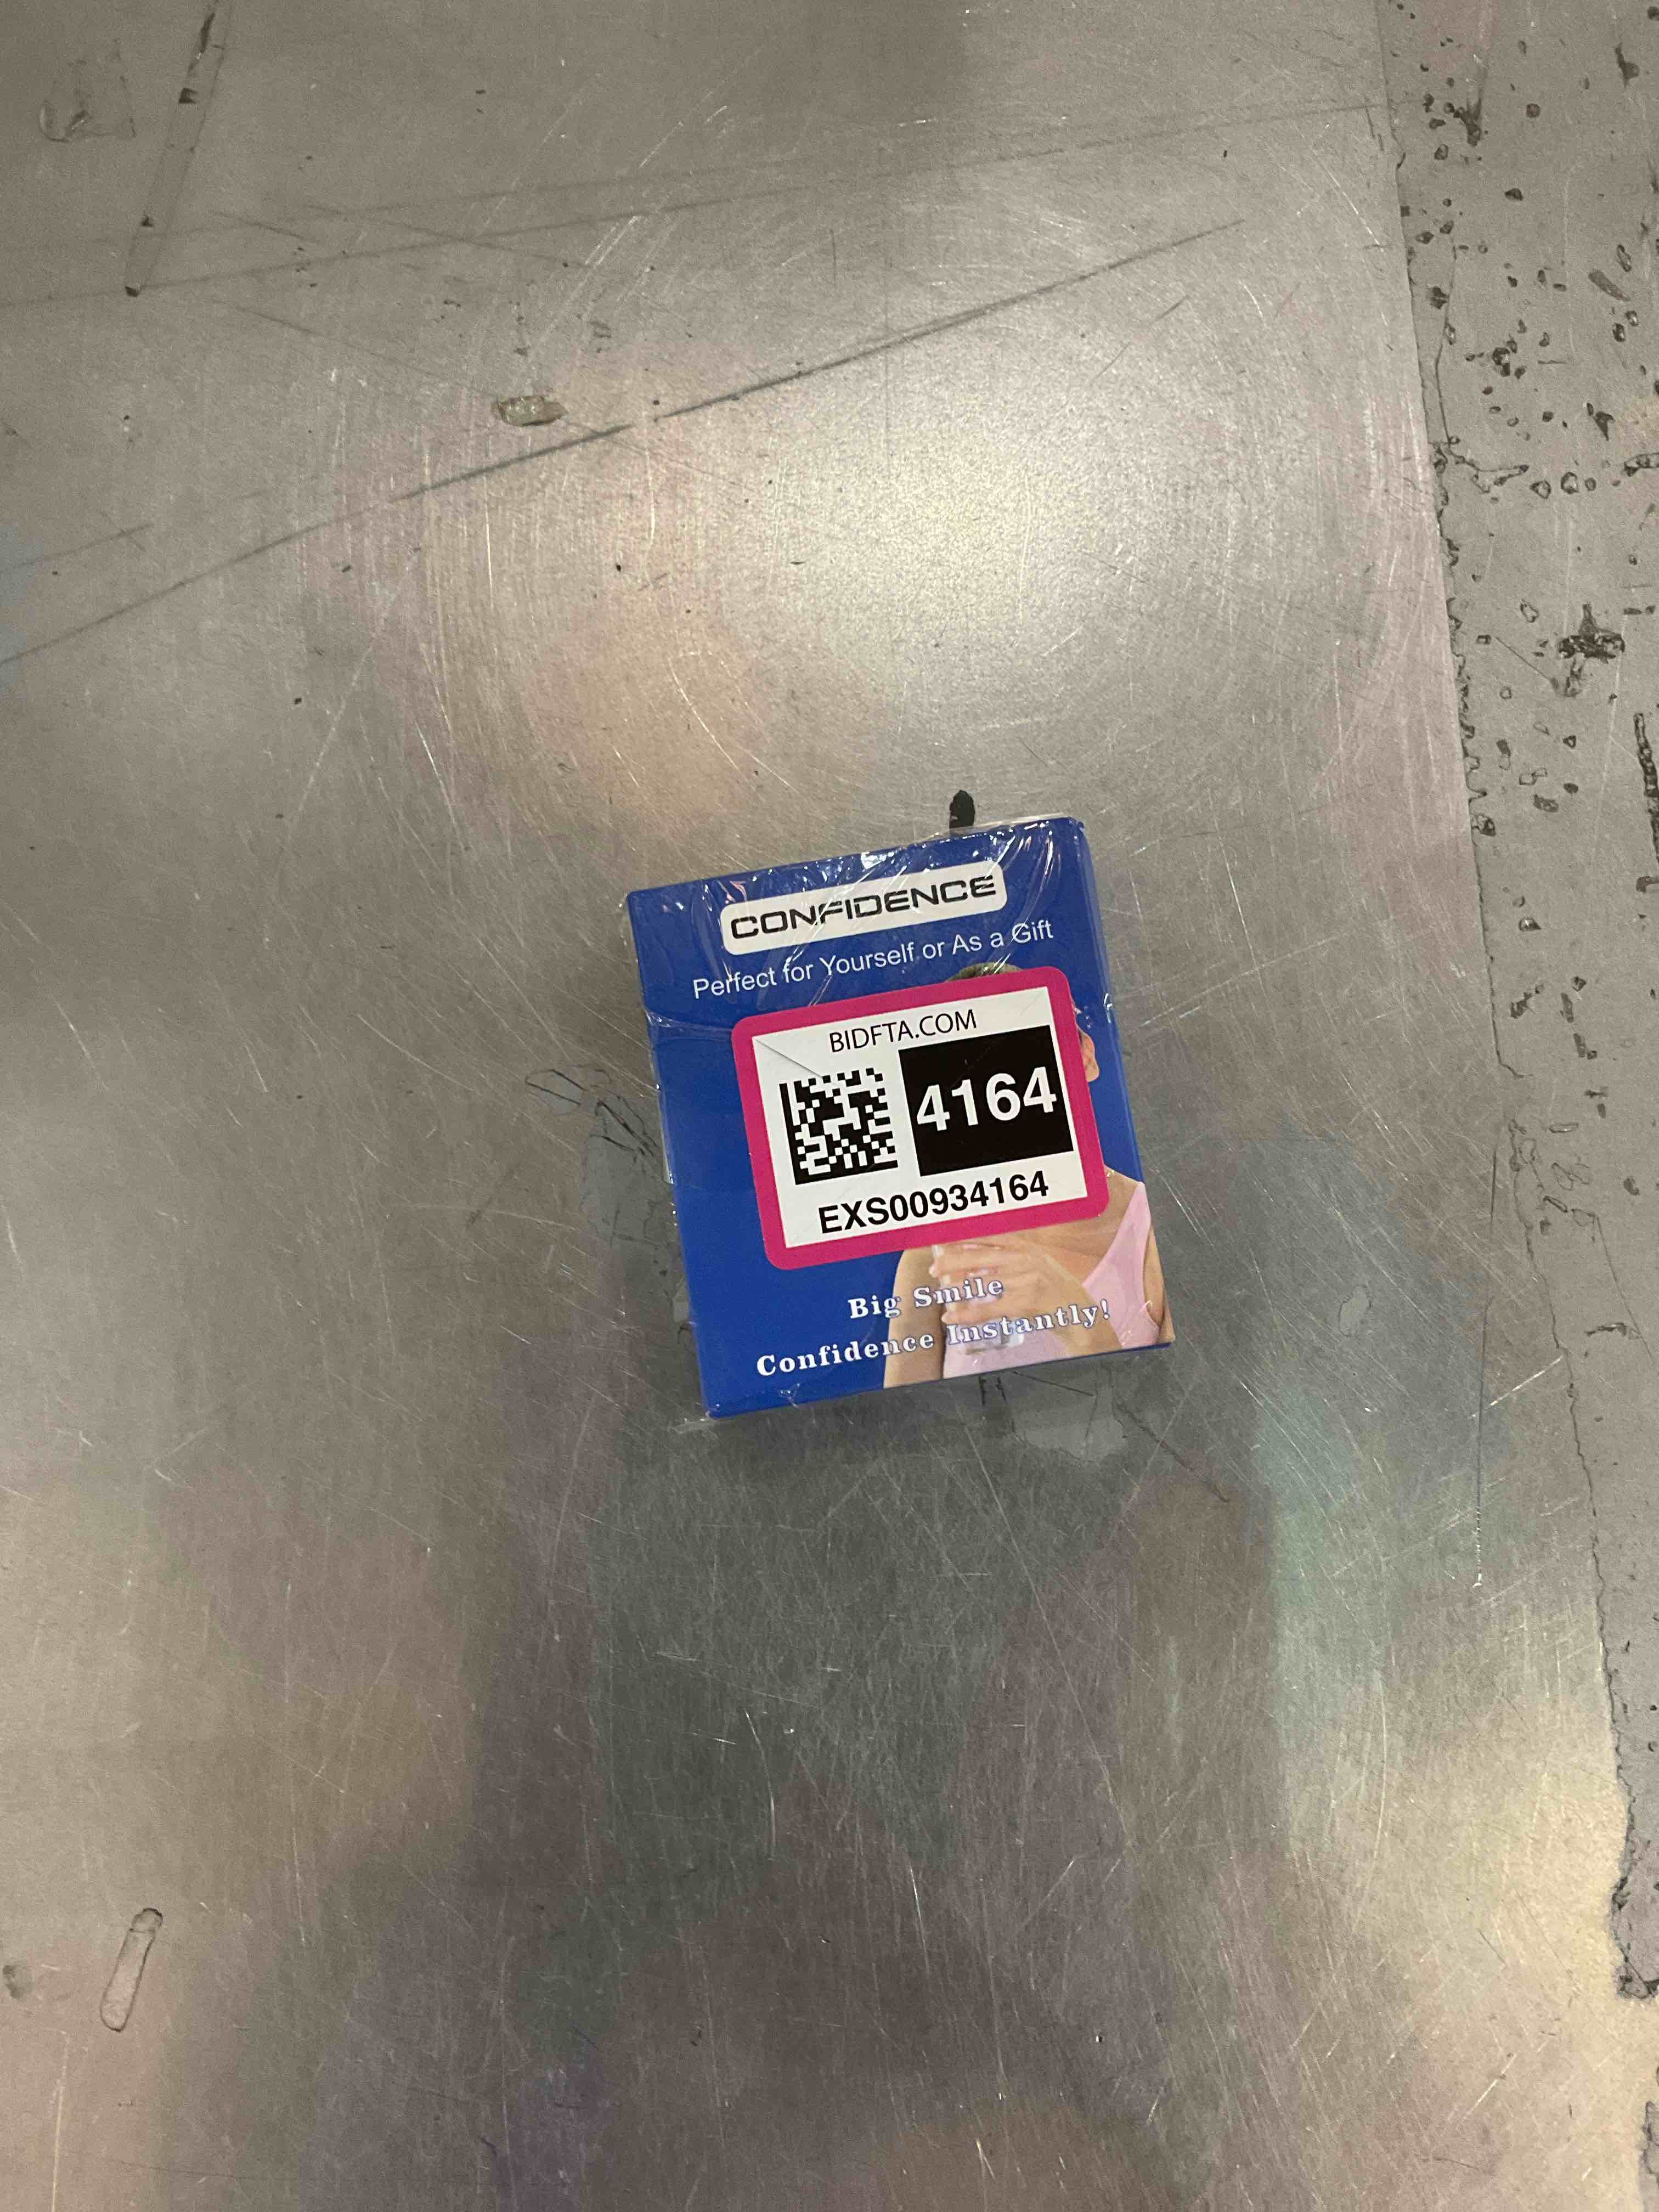 CONFIDENCE
Perfect for Yourself or As a Gift
BIDFTA.COM
4164
EXS00934164
Big Smile
Confidence Instantly!